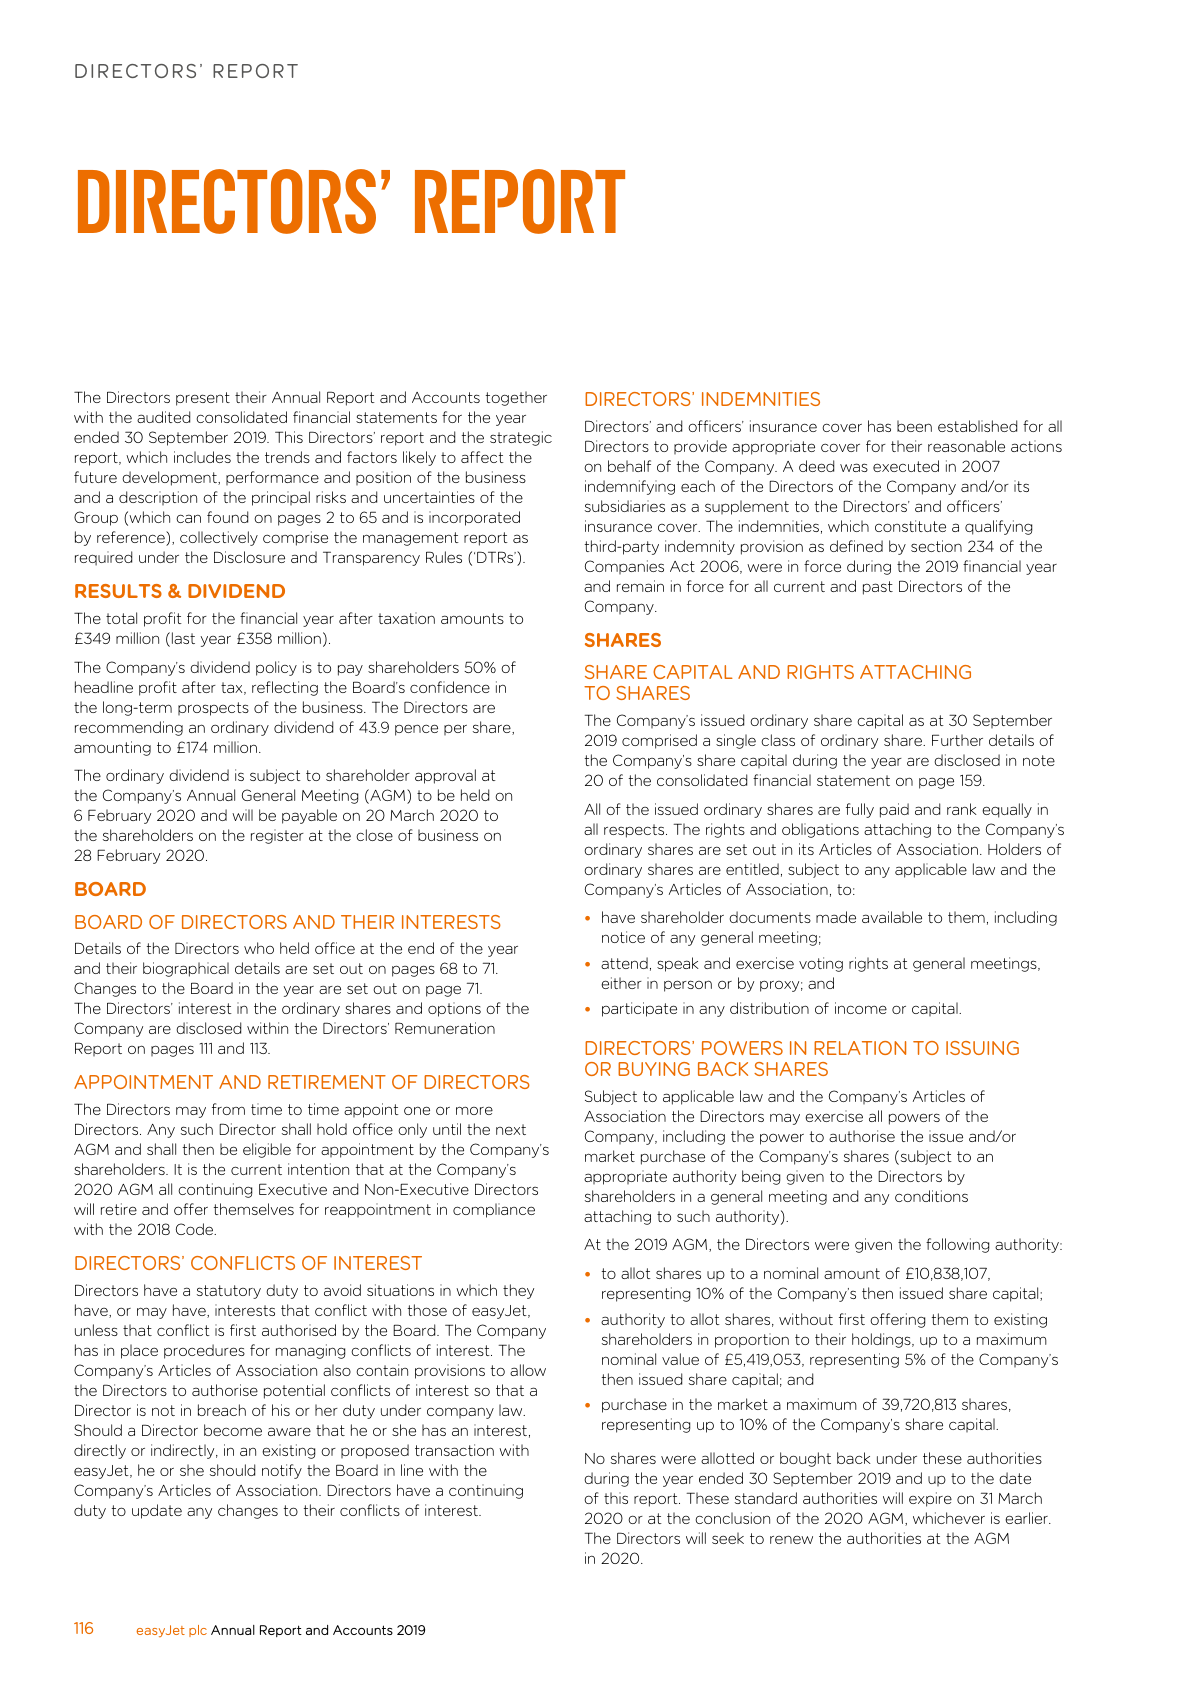 DIRECTORS’ REPORT
DIRECTORS’ REPORT
The Directors present their Annual Report and Accounts together
with the audited consolidated financial statements for the year
ended 30 September 2019. This Directors’ report and the strategic
report, which includes the trends and factors likely to affect the
future development, performance and position of the business
and a description of the principal risks and uncertainties of the
Group (which can found on pages 2 to 65 and is incorporated
by reference), collectively comprise the management report as
required under the Disclosure and Transparency Rules (‘DTRs’).
RESULTS & DIVIDEND
The total profit for the financial year after taxation amounts to
£349 million (last year £358 million).
The Company’s dividend policy is to pay shareholders 50% of
headline profit after tax, reflecting the Board’s confidence in
the long-term prospects of the business. The Directors are
recommending an ordinary dividend of 43.9 pence per share,
amounting to £174 million.
The ordinary dividend is subject to shareholder approval at
the Company’s Annual General Meeting (AGM) to be held on
6 February 2020 and will be payable on 20 March 2020 to
the shareholders on the register at the close of business on
28 February 2020.
BOARD
BOARD OF DIRECTORS AND THEIR INTERESTS
Details of the Directors who held office at the end of the year
and their biographical details are set out on pages 68 to 71.
Changes to the Board in the year are set out on page 71.
The Directors’ interest in the ordinary shares and options of the
Company are disclosed within the Directors’ Remuneration
Report on pages 111 and 113.
APPOINTMENT AND RETIREMENT OF DIRECTORS
The Directors may from time to time appoint one or more
Directors. Any such Director shall hold office only until the next
AGM and shall then be eligible for appointment by the Company’s
shareholders. It is the current intention that at the Company’s
2020 AGM all continuing Executive and Non-Executive Directors
will retire and offer themselves for reappointment in compliance
with the 2018 Code.
DIRECTORS’ CONFLICTS OF INTEREST
Directors have a statutory duty to avoid situations in which they
have, or may have, interests that conflict with those of easyJet,
unless that conflict is first authorised by the Board. The Company
has in place procedures for managing conflicts of interest. The
Company’s Articles of Association also contain provisions to allow
the Directors to authorise potential conflicts of interest so that a
Director is not in breach of his or her duty under company law.
Should a Director become aware that he or she has an interest,
directly or indirectly, in an existing or proposed transaction with
easyJet, he or she should notify the Board in line with the
Company’s Articles of Association. Directors have a continuing
duty to update any changes to their conflicts of interest.
DIRECTORS’ INDEMNITIES
Directors’ and officers’ insurance cover has been established for all
Directors to provide appropriate cover for their reasonable actions
on behalf of the Company. A deed was executed in 2007
indemnifying each of the Directors of the Company and/or its
subsidiaries as a supplement to the Directors’ and officers’
insurance cover. The indemnities, which constitute a qualifying
third-party indemnity provision as defined by section 234 of the
Companies Act 2006, were in force during the 2019 financial year
and remain in force for all current and past Directors of the
Company.
SHARES
SHARE CAPITAL AND RIGHTS ATTACHING
TO SHARES
The Company’s issued ordinary share capital as at 30 September
2019 comprised a single class of ordinary share. Further details of
the Company’s share capital during the year are disclosed in note
20 of the consolidated financial statement on page 159.
All of the issued ordinary shares are fully paid and rank equally in
all respects. The rights and obligations attaching to the Company’s
ordinary shares are set out in its Articles of Association. Holders of
ordinary shares are entitled, subject to any applicable law and the
Company’s Articles of Association, to:
• have shareholder documents made available to them, including
notice of any general meeting;
• attend, speak and exercise voting rights at general meetings,
either in person or by proxy; and
• participate in any distribution of income or capital.
DIRECTORS’ POWERS IN RELATION TO ISSUING
OR BUYING BACK SHARES
Subject to applicable law and the Company’s Articles of
Association the Directors may exercise all powers of the
Company, including the power to authorise the issue and/or
market purchase of the Company’s shares (subject to an
appropriate authority being given to the Directors by
shareholders in a general meeting and any conditions
attaching to such authority).
At the 2019 AGM, the Directors were given the following authority:
• to allot shares up to a nominal amount of £10,838,107,
representing 10% of the Company’s then issued share capital;
• authority to allot shares, without first offering them to existing
shareholders in proportion to their holdings, up to a maximum
nominal value of £5,419,053, representing 5% of the Company’s
then issued share capital; and
• purchase in the market a maximum of 39,720,813 shares,
representing up to 10% of the Company’s share capital.
No shares were allotted or bought back under these authorities
during the year ended 30 September 2019 and up to the date
of this report. These standard authorities will expire on 31 March
2020 or at the conclusion of the 2020 AGM, whichever is earlier.
The Directors will seek to renew the authorities at the AGM
in 2020.
116 easyJet plc Annual Report and Accounts 2019